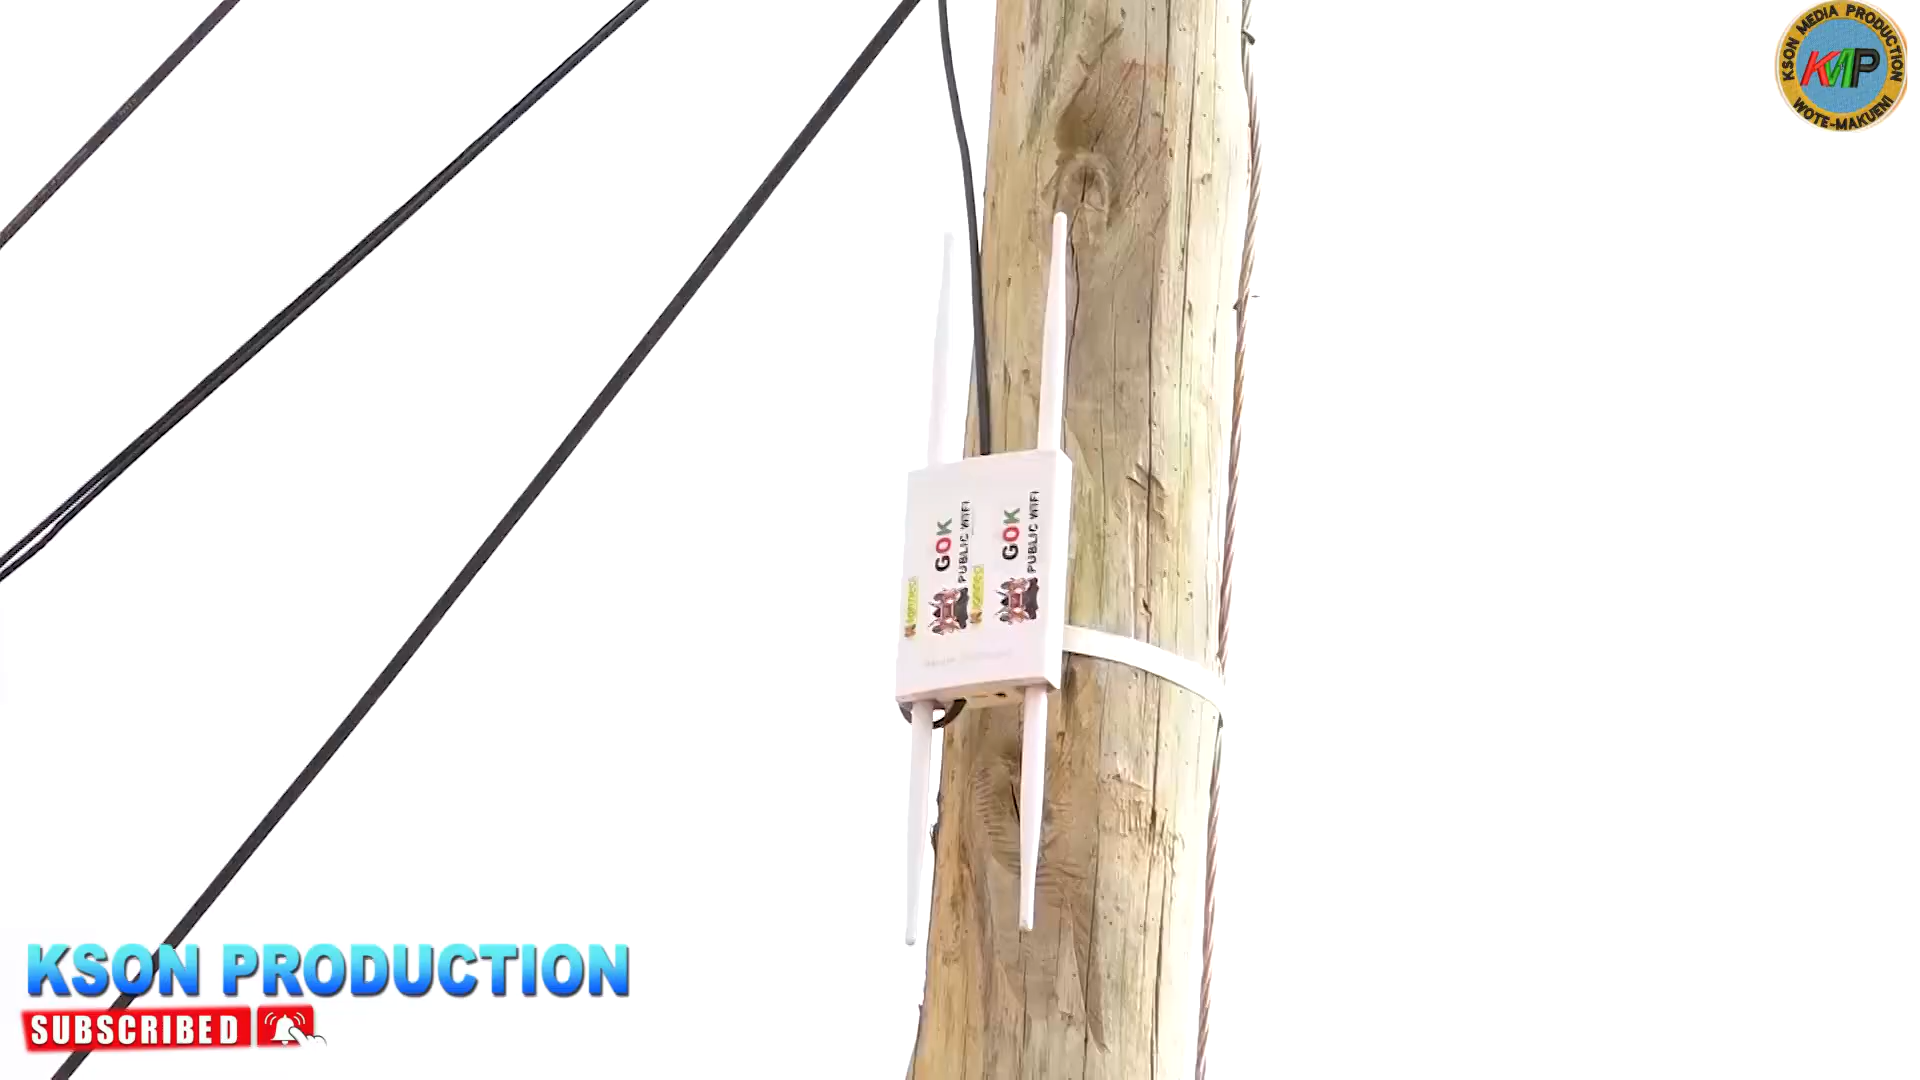 KSON MEDIA PRODUCTION
KMP
WOTE-MAKUENI
GOK
PUBLIC WIFI
GOK
PUBLIC WIFI
KSON PRODUCTION
SUBSCRIBED